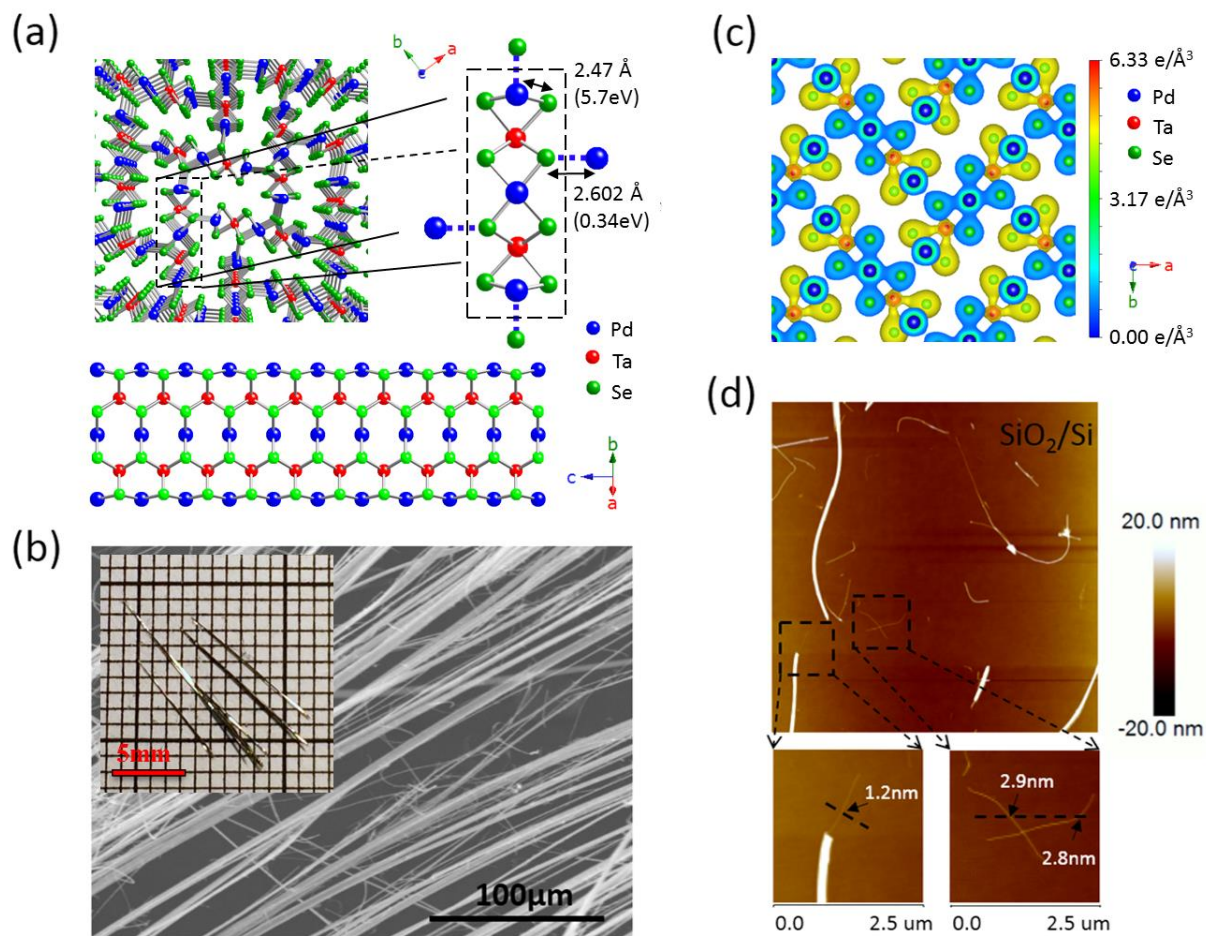 (a)
b
a
c
2.47 Å
(5.7eV)
2.602 Å
(0.34eV)
Pd
Ta
Se
b
c
a
(b)
5mm
100μm
(c)
6.33 e/Å3
Pd
Ta
Se
3.17 e/Å3
c
a
b
0.00 e/Å3
(d)
SiO2/Si
20.0 nm
-20.0 nm
1.2nm
2.9nm
2.8nm
0.0
2.5 um
0.0
2.5 um